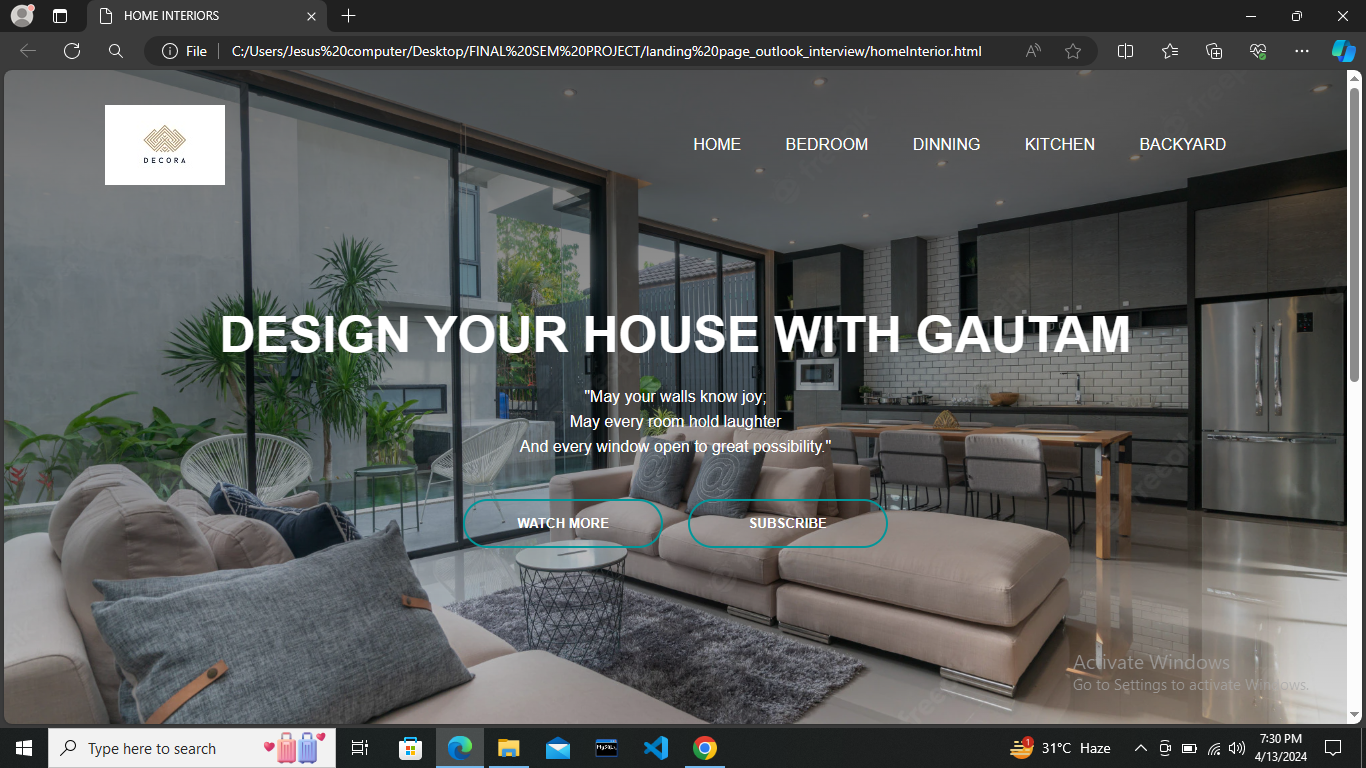 HOME INTERIORS
File
C:/Users/Jesus%20computer/Desktop/FINAL%20SEM%20PROJECT/landing%20page_outlook_interview/homeInterior.html
DECORA
HOME BEDROOM DINNING KITCHEN BACKYARD
DESIGN YOUR HOUSE WITH GAUTAM
"May your walls know joy;
May every room hold laughter
And every window open to great possibility."
WATCH MORE SUBSCRIBE
Activate Windows
Go to Settings to activate Windows.
Type here to search
MySQL
1
31°C Haze
7:30 PM
4/13/2024